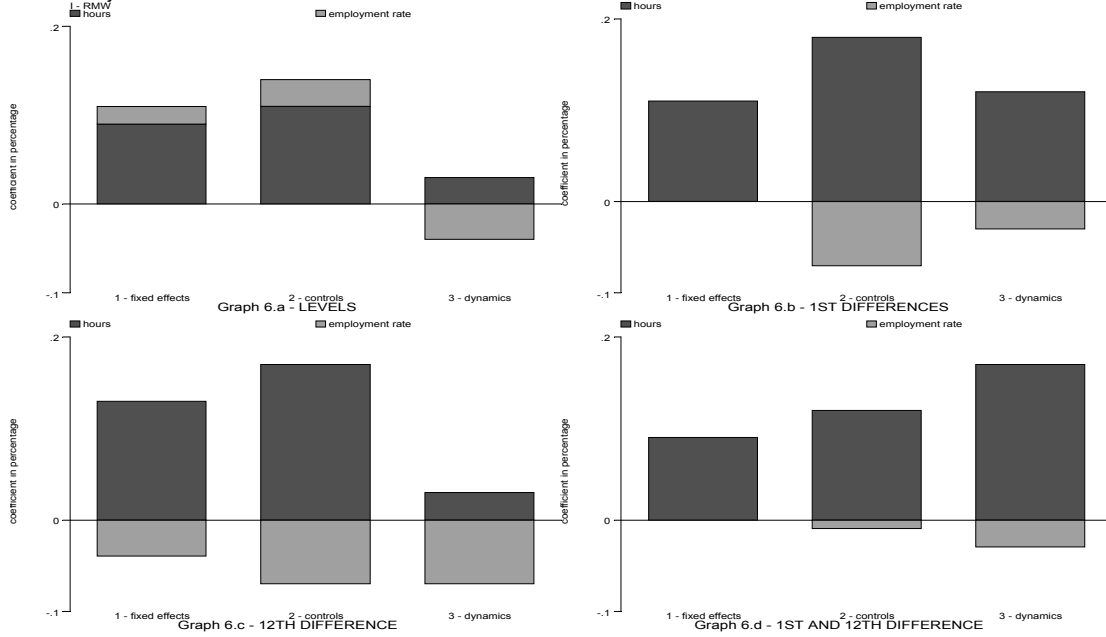 I - RMW
hours employment rate
coefficient in percentage
.2
0
-.1
1 - fixed effects 2 - controls 3 - dynamics
Graph 6.a - LEVELS
hours employment rate
coefficient in percentage
.2
0
-.1
1 - fixed effects 2 - controls 3 - dynamics
Graph 6.b - 1ST DIFFERENCES
hours employment rate
coefficient in percentage
.2
0
-.1
1 - fixed effects 2 - controls 3 - dynamics
Graph 6.c - 12TH DIFFERENCE
hours employment rate
coefficient in percentage
.2
0
-.1
1 - fixed effects 2 - controls 3 - dynamics
Graph 6.d - 1ST AND 12TH DIFFERENCE